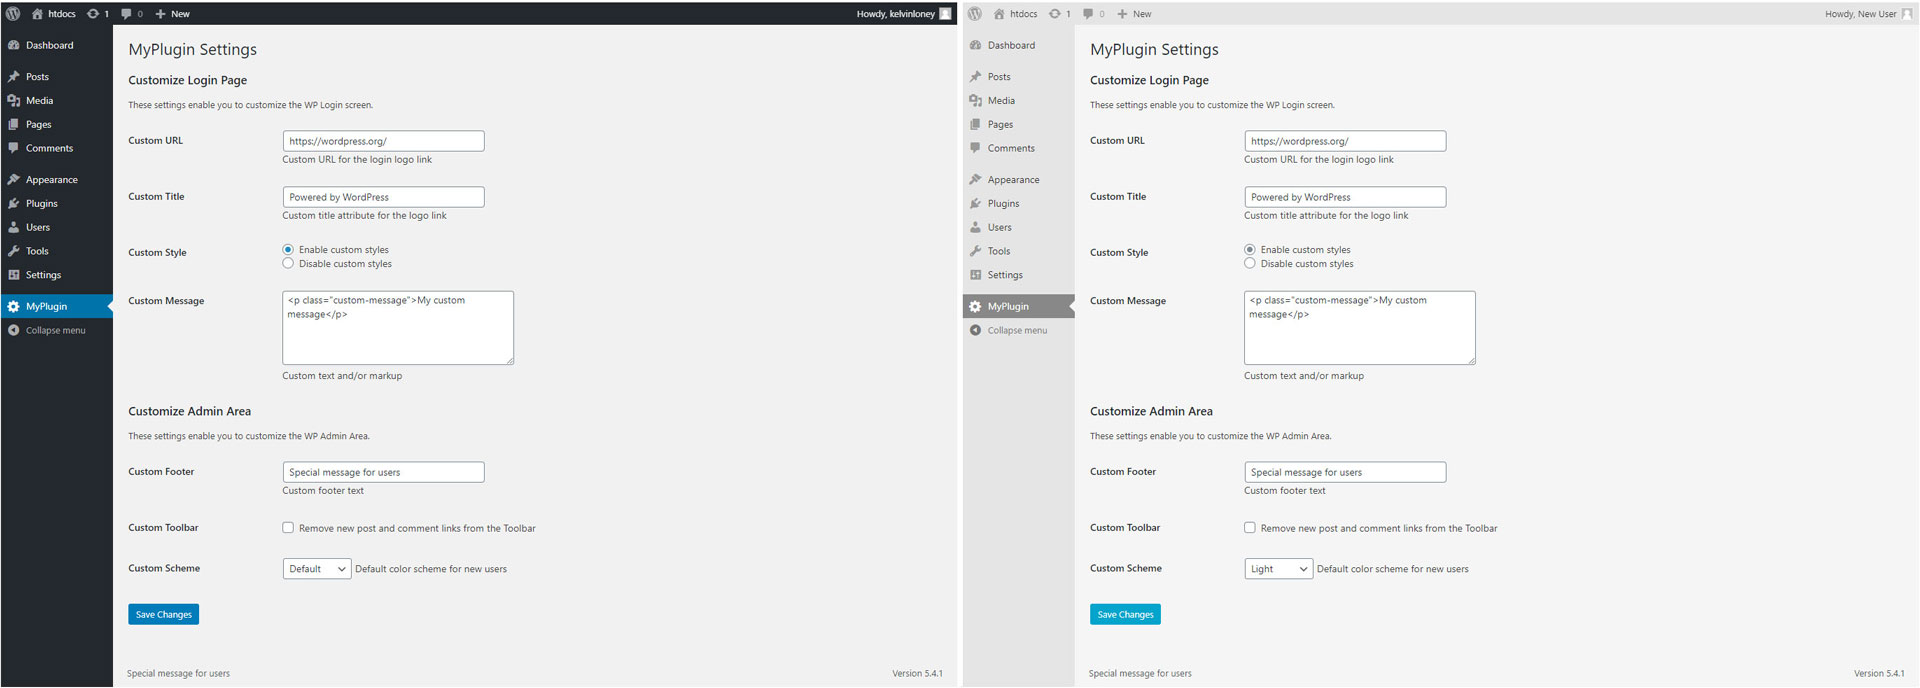 htdocs 1 0 New Howdy, kelvinloney
Dashboard
Posts
Media
Pages
Comments
Appearance
Plugins
Users
Tools
Settings
MyPlugin
Collapse menu
MyPlugin Settings
Customize Login Page
These settings enable you to customize the WP Login screen.
Custom URL https://wordpress.org/
Custom URL for the login logo link
Custom Title Powered by WordPress
Custom title attribute for the logo link
Custom Style Enable custom styles
Disable custom styles
Custom Message <p class="custom-message">My custom
message</p>
Custom text and/or markup
Customize Admin Area
These settings enable you to customize the WP Admin Area.
Custom Footer Special message for users
Custom footer text
Custom Toolbar Remove new post and comment links from the Toolbar
Custom Scheme Default Default color scheme for new users
Save Changes
Special message for users Version 5.4.1
htdocs 1 0 New Howdy, New User
Dashboard
Posts
Media
Pages
Comments
Appearance
Plugins
Users
Tools
Settings
MyPlugin
Collapse menu
MyPlugin Settings
Customize Login Page
These settings enable you to customize the WP Login screen.
Custom URL https://wordpress.org/
Custom URL for the login logo link
Custom Title Powered by WordPress
Custom title attribute for the logo link
Custom Style Enable custom styles
Disable custom styles
Custom Message <p class="custom-message">My custom
message</p>
Custom text and/or markup
Customize Admin Area
These settings enable you to customize the WP Admin Area.
Custom Footer Special message for users
Custom footer text
Custom Toolbar Remove new post and comment links from the Toolbar
Custom Scheme Light Default color scheme for new users
Save Changes
Special message for users Version 5.4.1